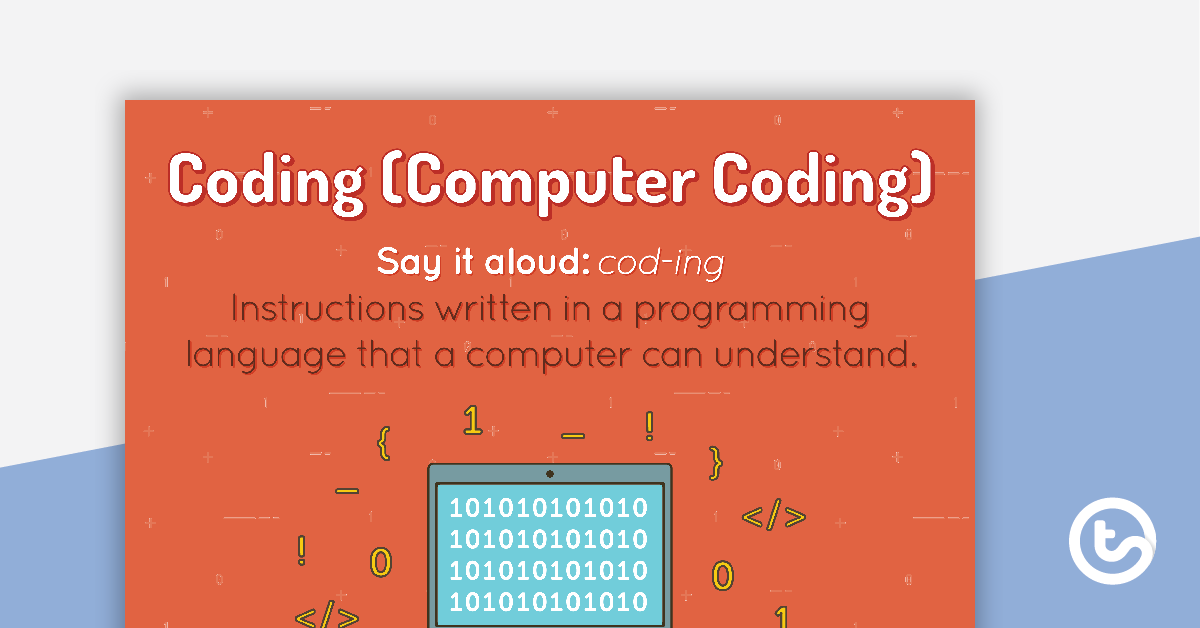 Coding (Computer Coding)
Say it aloud: cod-ing
Instructions written in a programming
language that a computer can understand.
1
{ _ !
}
_
</>
101010101010
! 101010101010
0 101010101010 0
</> 101010101010 1